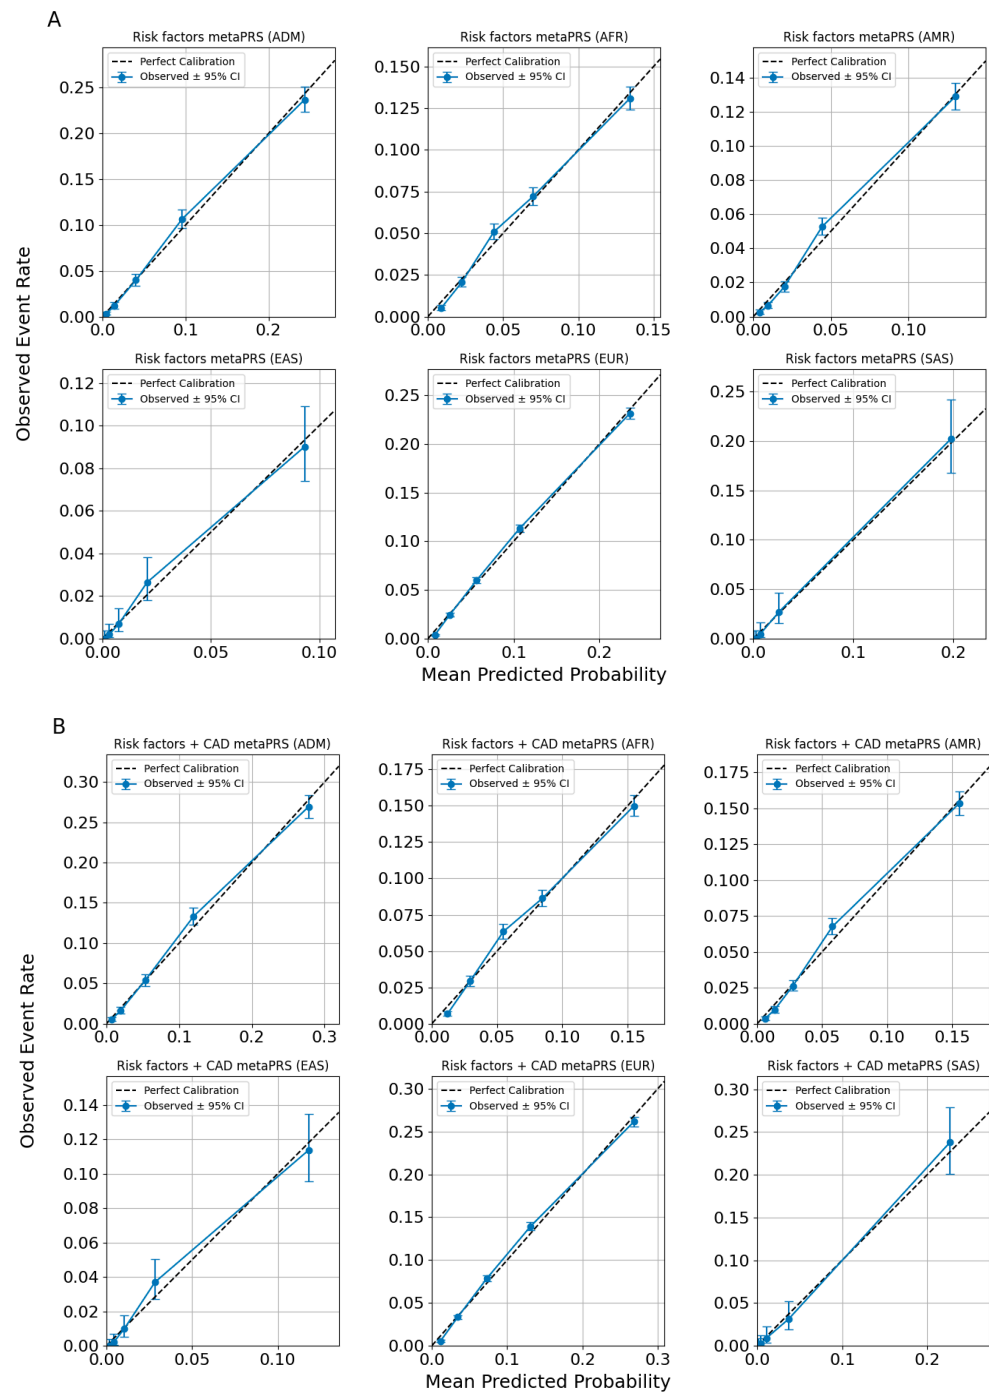 A
Risk factors metaPRS (ADM)
Perfect Calibration
Observed ± 95% CI
0.25
0.20
0.15
0.10
0.05
0.00
0.0 0.1 0.2
Risk factors metaPRS (AFR)
Perfect Calibration
Observed ± 95% CI
0.150
0.125
0.100
0.075
0.050
0.025
0.000
0.00 0.05 0.10 0.15
Risk factors metaPRS (AMR)
Perfect Calibration
Observed ± 95% CI
0.14
0.12
0.10
0.08
0.06
0.04
0.02
0.00
0.00 0.05 0.10
Observed Event Rate
Risk factors metaPRS (EAS)
Perfect Calibration
Observed ± 95% CI
0.12
0.10
0.08
0.06
0.04
0.02
0.00
0.00 0.05 0.10
Risk factors metaPRS (EUR)
Perfect Calibration
Observed ± 95% CI
0.25
0.20
0.15
0.10
0.05
0.00
0.0 0.1 0.2
Risk factors metaPRS (SAS)
Perfect Calibration
Observed ± 95% CI
0.25
0.20
0.15
0.10
0.05
0.00
0.0 0.1 0.2
Mean Predicted Probability
B
Risk factors + CAD metaPRS (ADM)
Perfect Calibration
Observed ± 95% CI
0.30
0.25
0.20
0.15
0.10
0.05
0.00
0.0 0.1 0.2 0.3
Risk factors + CAD metaPRS (AFR)
Perfect Calibration
Observed ± 95% CI
0.175
0.150
0.125
0.100
0.075
0.050
0.025
0.000
0.00 0.05 0.10 0.15
Risk factors + CAD metaPRS (AMR)
Perfect Calibration
Observed ± 95% CI
0.175
0.150
0.125
0.100
0.075
0.050
0.025
0.000
0.00 0.05 0.10 0.15
Observed Event Rate
Risk factors + CAD metaPRS (EAS)
Perfect Calibration
Observed ± 95% CI
0.14
0.12
0.10
0.08
0.06
0.04
0.02
0.00
0.00 0.05 0.10
Risk factors + CAD metaPRS (EUR)
Perfect Calibration
Observed ± 95% CI
0.30
0.25
0.20
0.15
0.10
0.05
0.00
0.0 0.1 0.2 0.3
Risk factors + CAD metaPRS (SAS)
Perfect Calibration
Observed ± 95% CI
0.30
0.25
0.20
0.15
0.10
0.05
0.00
0.0 0.1 0.2
Mean Predicted Probability